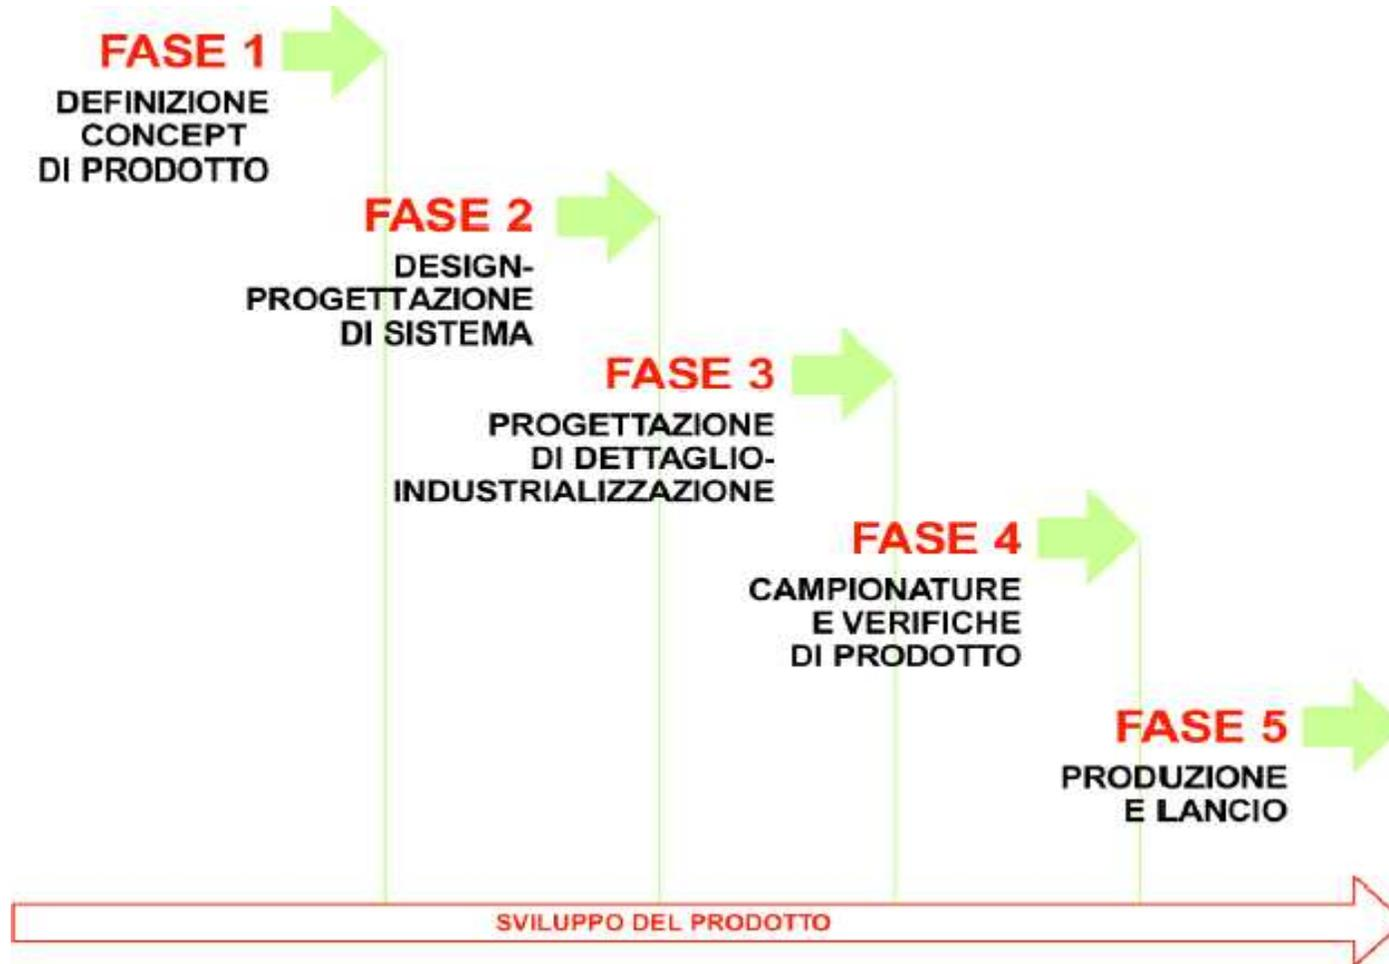 FASE 1
DEFINIZIONE
CONCEPT
DI PRODOTTO
FASE 2
DESIGN-
PROGETTAZIONE
DI SISTEMA
FASE 3
PROGETTAZIONE
DI DETTAGLIO-
INDUSTRIALIZZAZIONE
FASE 4
CAMPIONATURE
E VERIFICHE
DI PRODOTTO
FASE 5
PRODUZIONE
E LANCIO
SVILUPPO DEL PRODOTTO